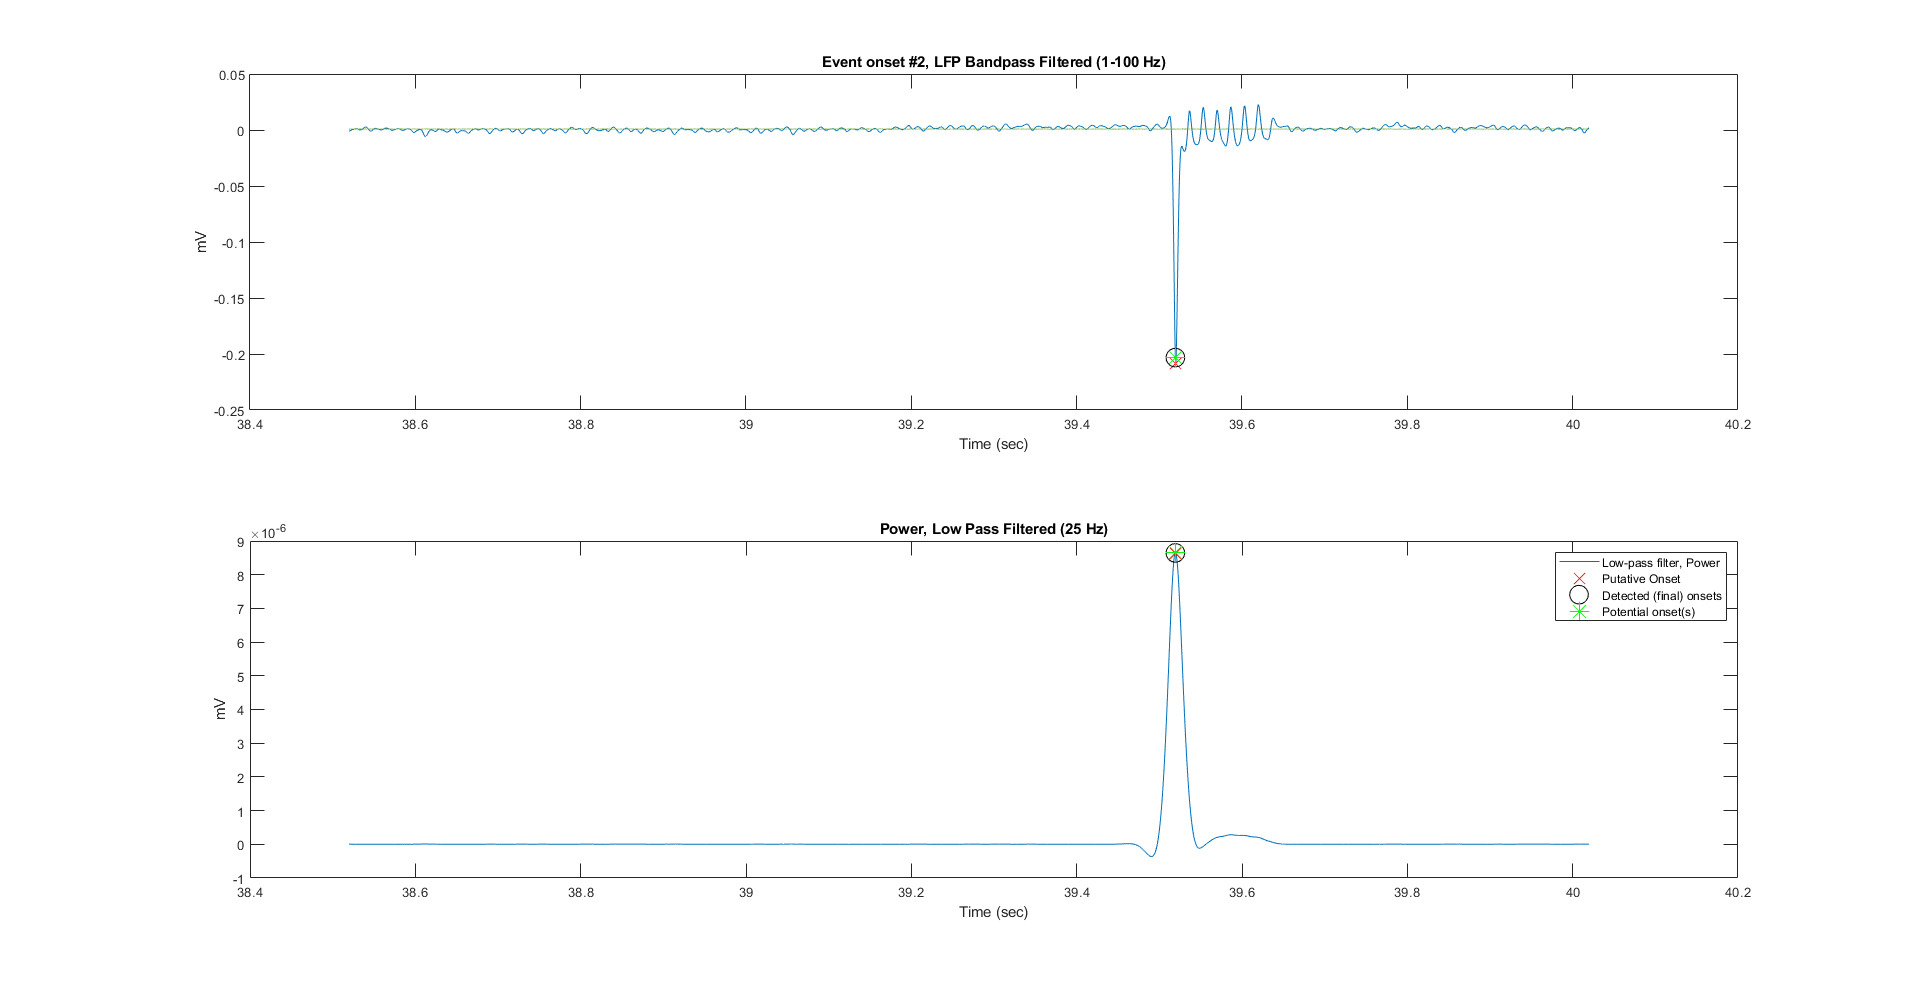 Event onset #2, LFP Bandpass Filtered (1-100 Hz)
0.05
0
-0.05
-0.1
-0.15
-0.2
-0.25
mV
38.4 38.6 38.8 39 39.2 39.4 39.6 39.8 40 40.2
Time (sec)
Power, Low Pass Filtered (25 Hz)
×10-6
9
8
7
6
5
4
3
2
1
0
-1
mV
Low-pass filter, Power
Putative Onset
Detected (final) onsets
Potential onset(s)
38.4 38.6 38.8 39 39.2 39.4 39.6 39.8 40 40.2
Time (sec)